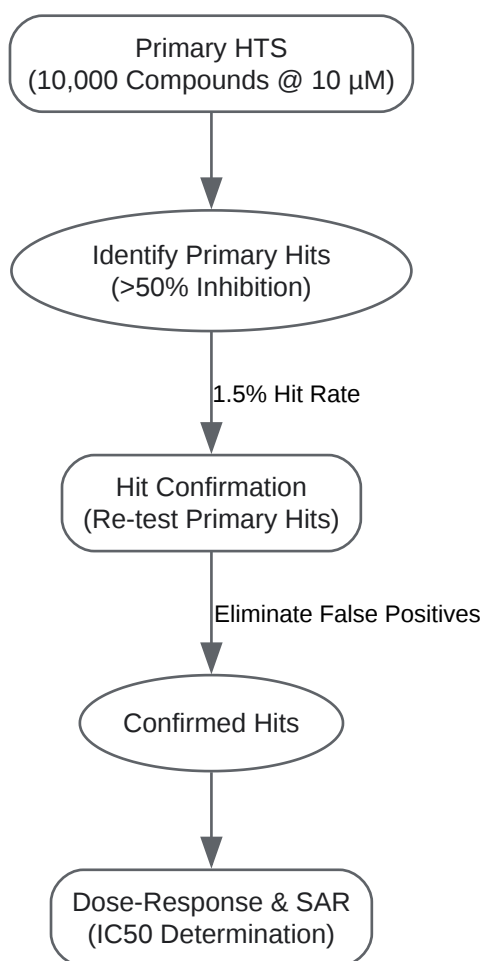 Primary HTS
(10,000 Compounds @ 10 µM)
Identify Primary Hits
(>50% Inhibition)
1.5% Hit Rate
Hit Confirmation
(Re-test Primary Hits)
Eliminate False Positives
Confirmed Hits
Dose-Response & SAR
(IC50 Determination)